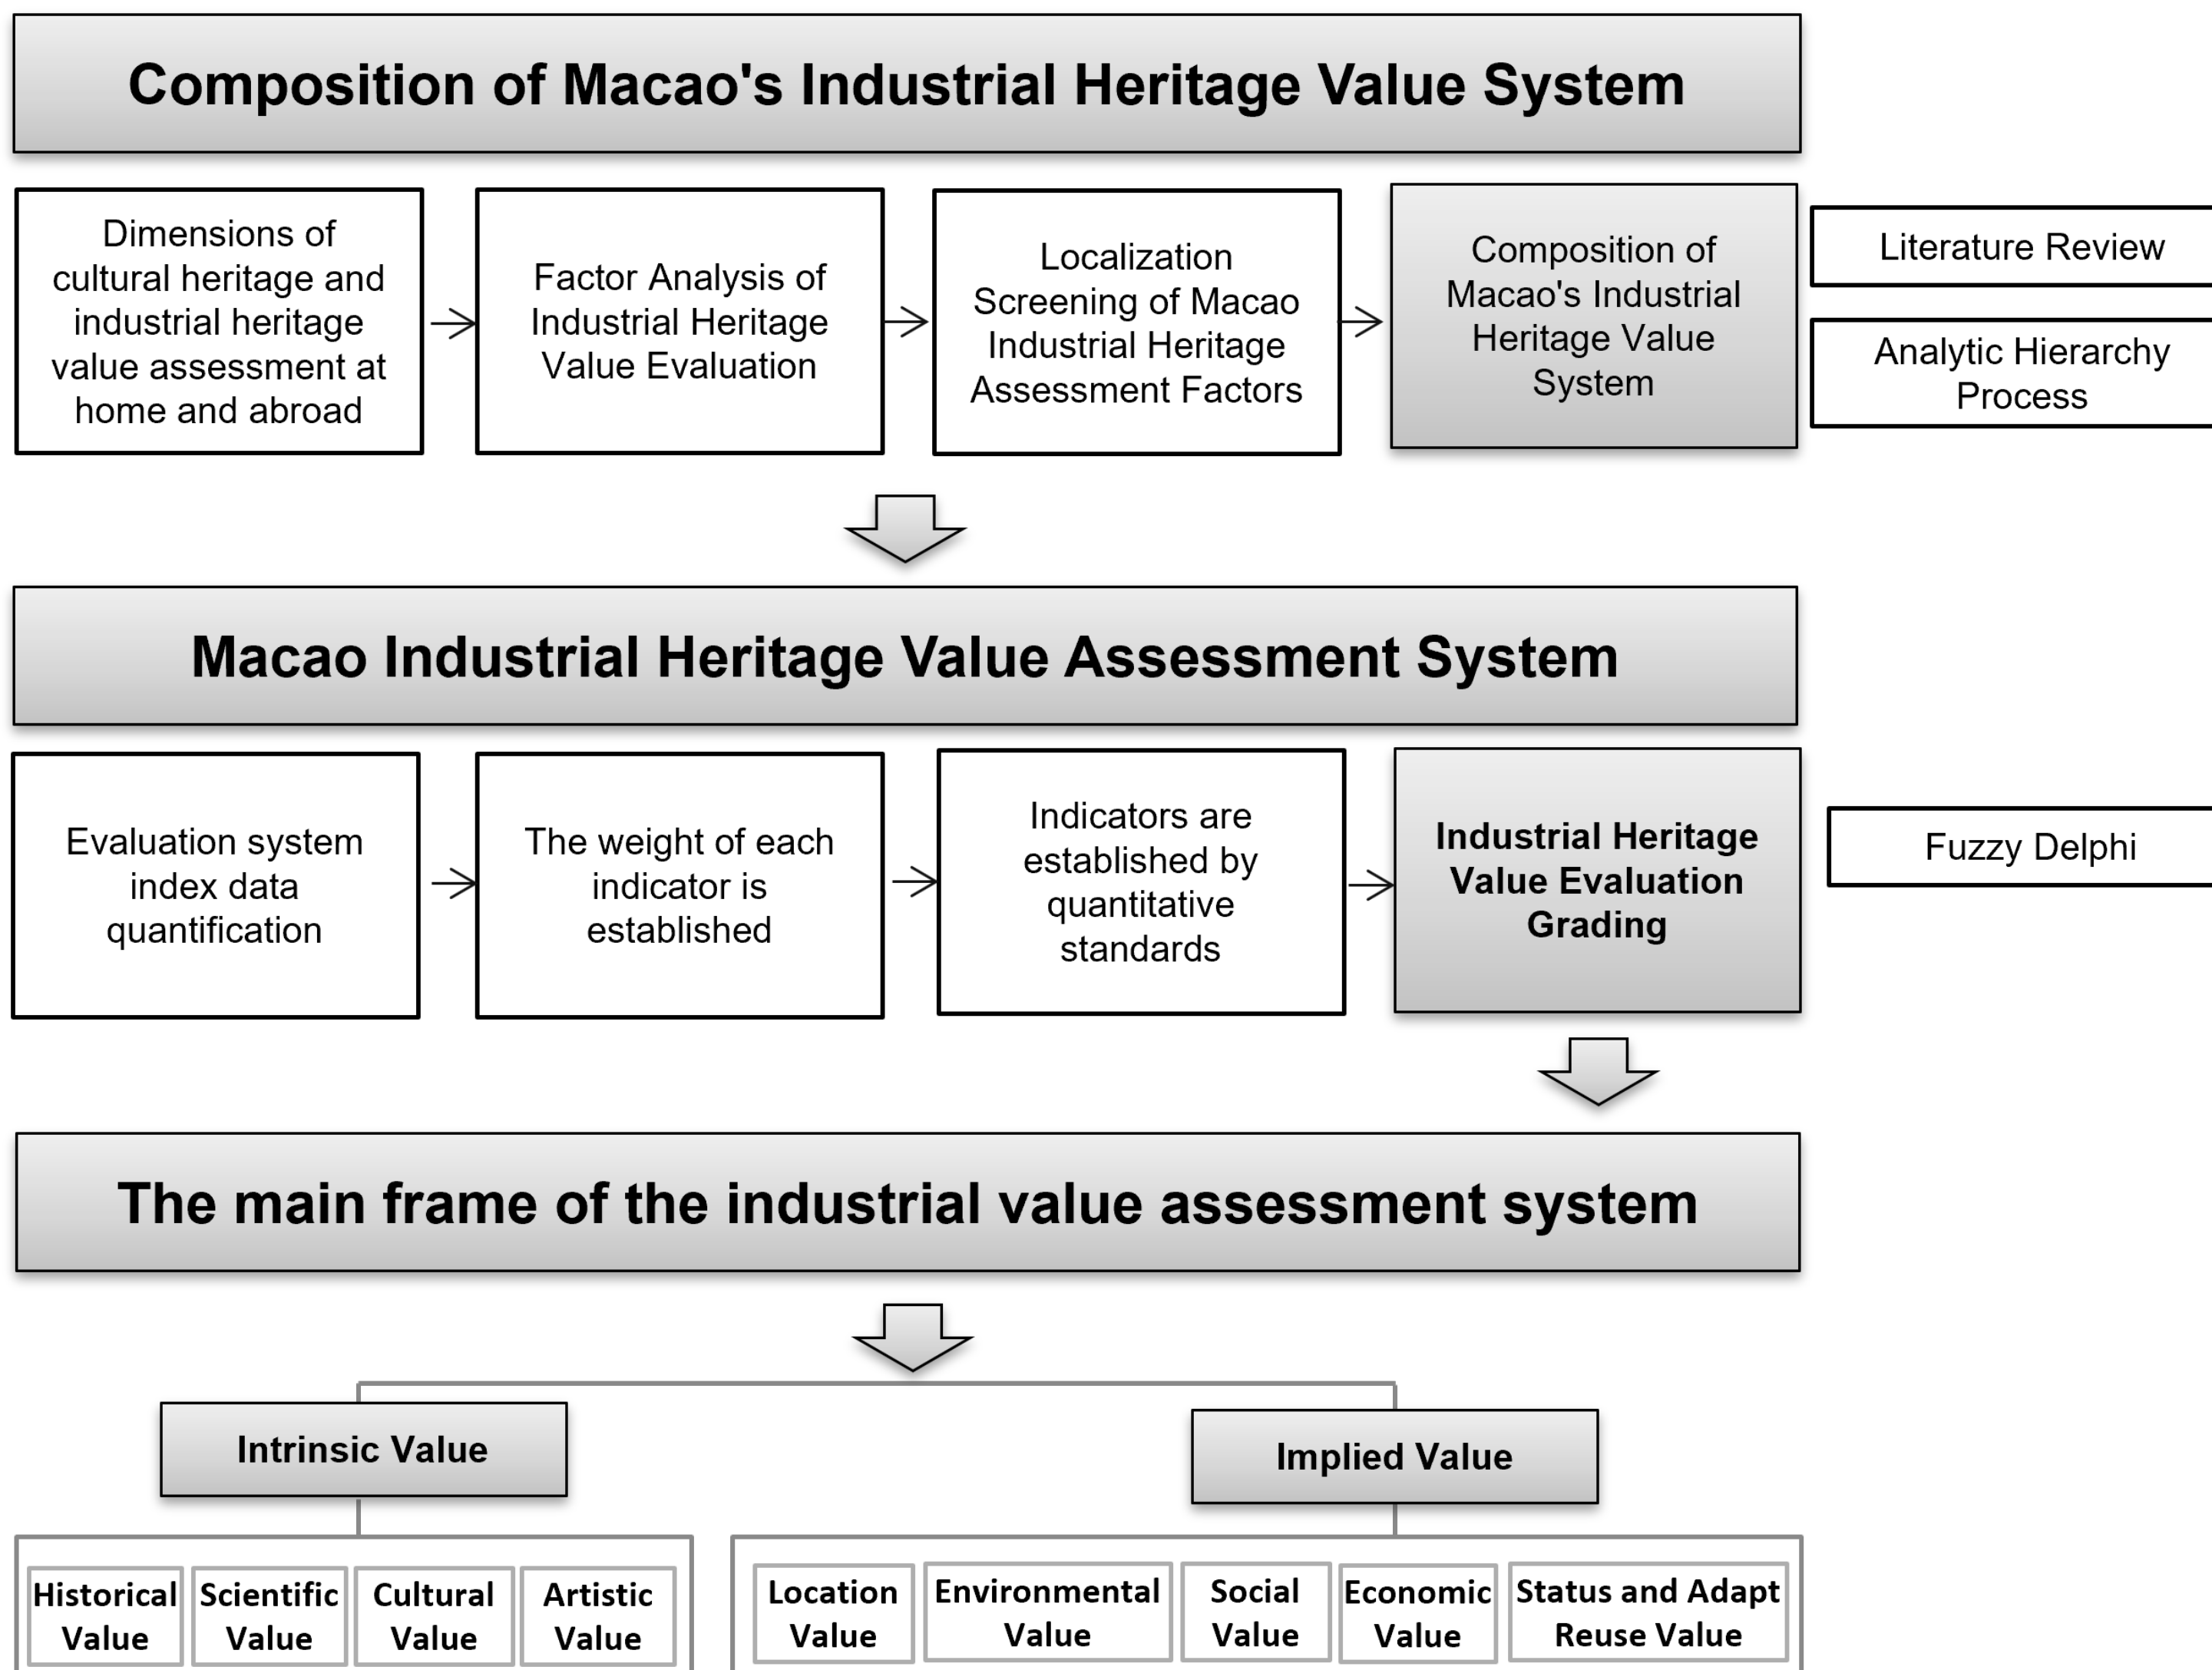 Composition of Macao's Industrial Heritage Value System
Dimensions of
cultural heritage and
industrial heritage
value assessment at
home and abroad
Factor Analysis of
Industrial Heritage
Value Evaluation
Localization
Screening of Macao
Industrial Heritage
Assessment Factors
Composition of
Macao's Industrial
Heritage Value
System
Literature Review
Analytic Hierarchy
Process
Macao Industrial Heritage Value Assessment System
Evaluation system
index data
quantification
The weight of each
indicator is
established
Indicators are
established by
quantitative
standards
Industrial Heritage
Value Evaluation
Grading
Fuzzy Delphi
The main frame of the industrial value assessment system
Intrinsic Value
Implied Value
Historical
Value
Scientific
Value
Cultural
Value
Artistic
Value
Location
Value
Environmental
Value
Social
Value
Economic
Value
Status and Adapt
Reuse Value